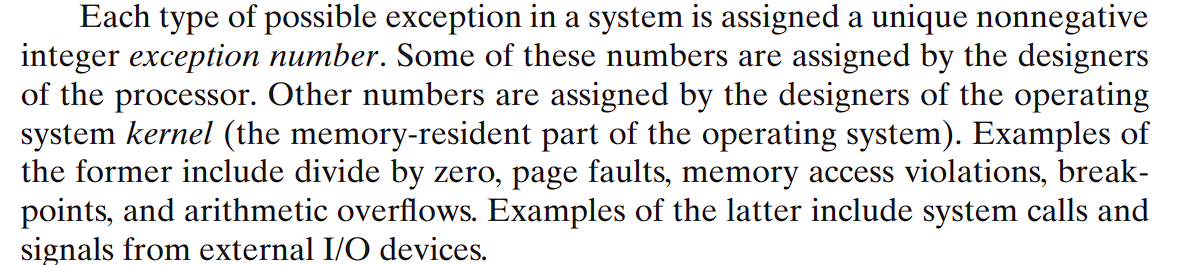 Each type of possible exception in a system is assigned a unique nonnegative
integer exception number. Some of these numbers are assigned by the designers
of the processor. Other numbers are assigned by the designers of the operating
system kernel (the memory-resident part of the operating system). Examples of
the former include divide by zero, page faults, memory access violations, break-
points, and arithmetic overflows. Examples of the latter include system calls and
signals from external I/O devices.